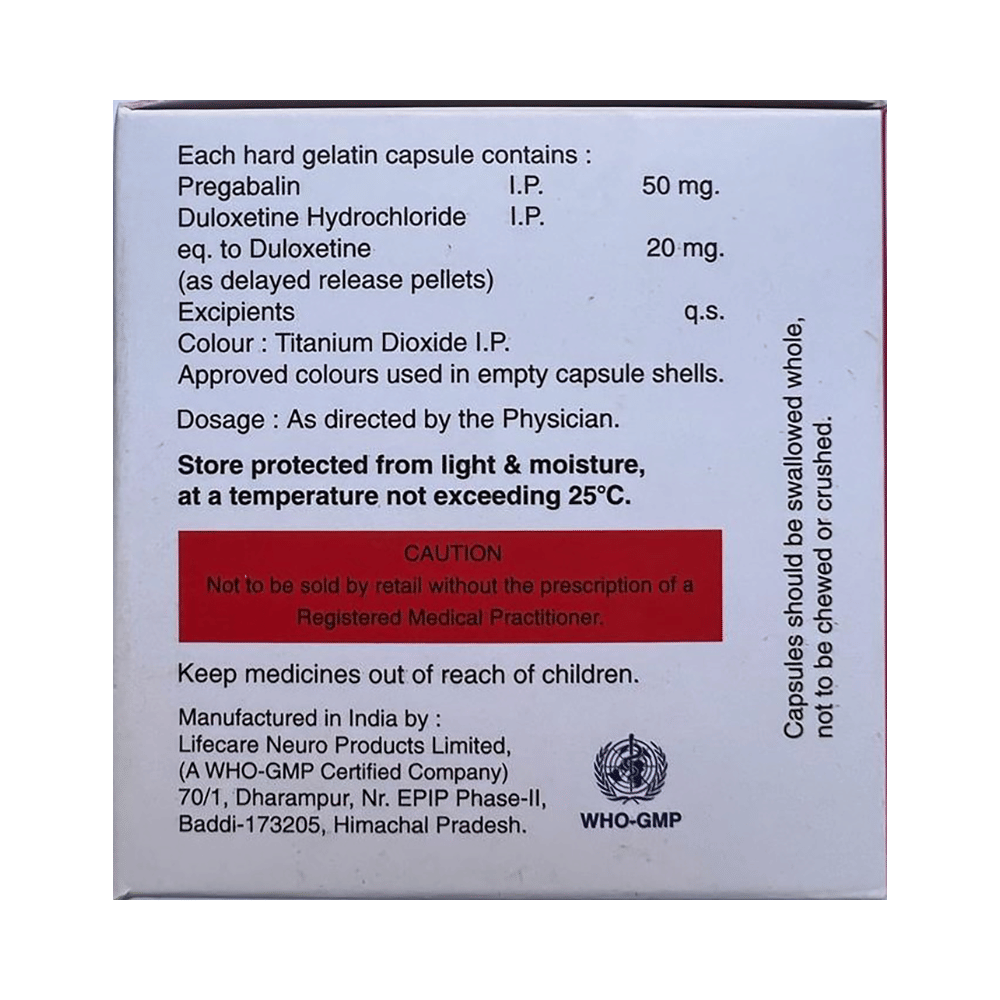 Each hard gelatin capsule contains :
Pregabalin I.P. 50 mg.
Duloxetine Hydrochloride I.P.
eq. to Duloxetine 20 mg.
(as delayed release pellets)
Excipients q.s.
Colour : Titanium Dioxide I.P.
Approved colours used in empty capsule shells.
Dosage : As directed by the Physician.
Store protected from light & moisture,
at a temperature not exceeding 25°C.
CAUTION
Not to be sold by retail without the prescription of a
Registered Medical Practitioner.
Keep medicines out of reach of children.
Manufactured in India by :
Lifecare Neuro Products Limited,
(A WHO-GMP Certified Company)
70/1, Dharampur, Nr. EPIP Phase-II,
Baddi-173205, Himachal Pradesh.
WHO-GMP
Capsules should be swallowed whole,
not to be chewed or crushed.